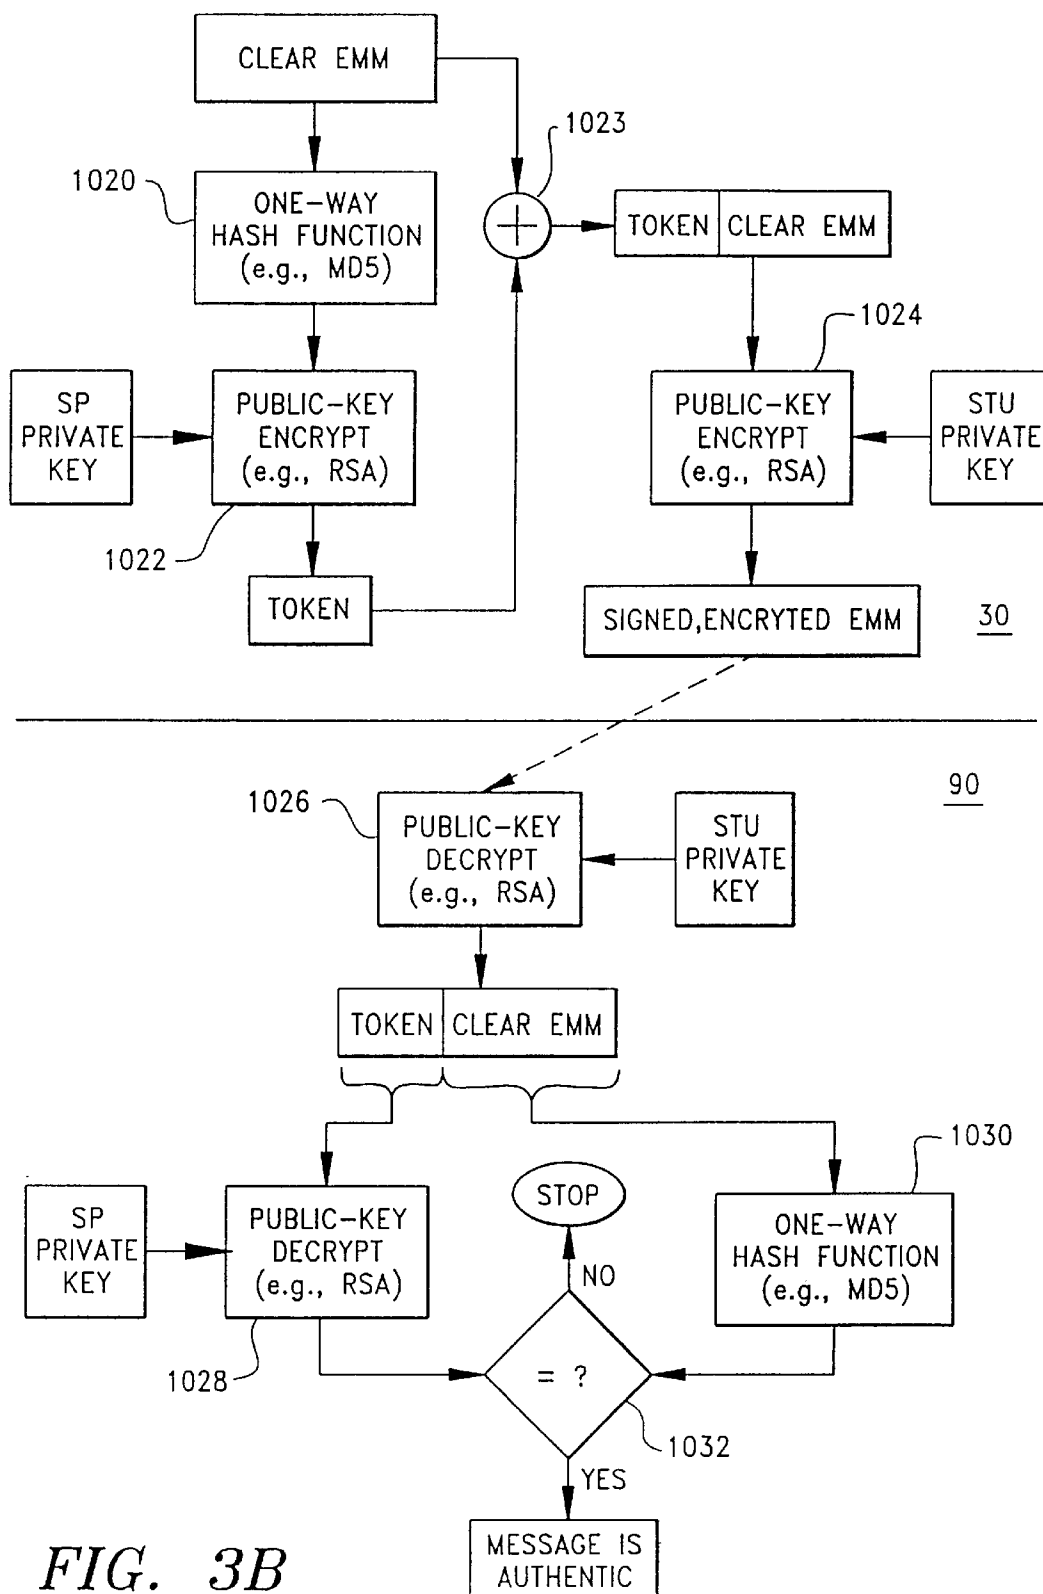 CLEAR EMM
1023
1020
ONE-WAY
HASH FUNCTION
(e.g., MD5)
TOKEN CLEAR EMM
1024
SP
PRIVATE
KEY
PUBLIC-KEY
ENCRYPT
(e.g., RSA)
PUBLIC-KEY
ENCRYPT
(e.g., RSA)
STU
PRIVATE
KEY
1022
TOKEN
SIGNED,ENCRYTED EMM
30
90
1026
PUBLIC-KEY
DECRYPT
(e.g., RSA)
STU
PRIVATE
KEY
TOKEN CLEAR EMM
1030
SP
PRIVATE
KEY
PUBLIC-KEY
DECRYPT
(e.g., RSA)
STOP
ONE-WAY
HASH FUNCTION
(e.g., MD5)
NO
1028
= ?
1032
YES
MESSAGE IS
AUTHENTIC
FIG. 3B